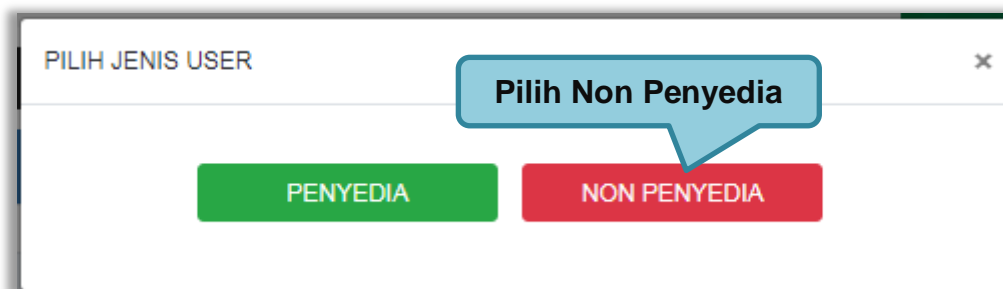 PILIH JENIS USER
×
Pilih Non Penyedia
PENYEDIA
NON PENYEDIA